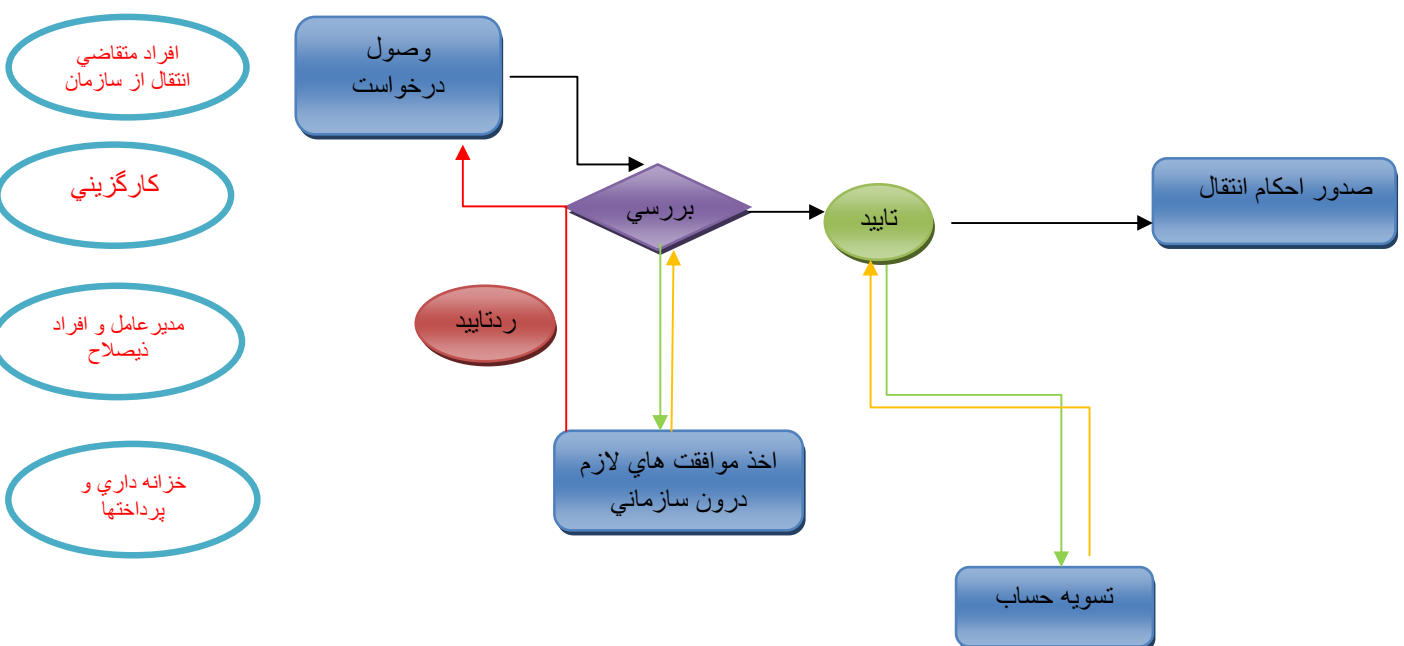 افراد متقاضي
انتقال از سازمان
وصول
درخواست
كارگزيني
بررسي
تاييد
صدور احكام انتقال
مديرعامل و افراد
ذيصلاح
ردتاييد
اخذ موافقت هاي لازم
درون سازماني
خزانه داري و
پرداختها
تسويه حساب